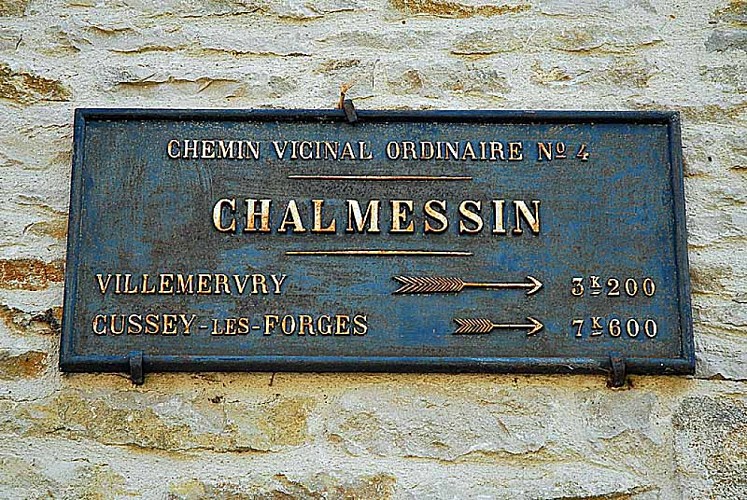 CHEMIN VICINAL ORDINAIRE Nº 4
CHALMESSIN
VILLEMERVRY 3K200
CUSSEY-LES-FORGES 7K600